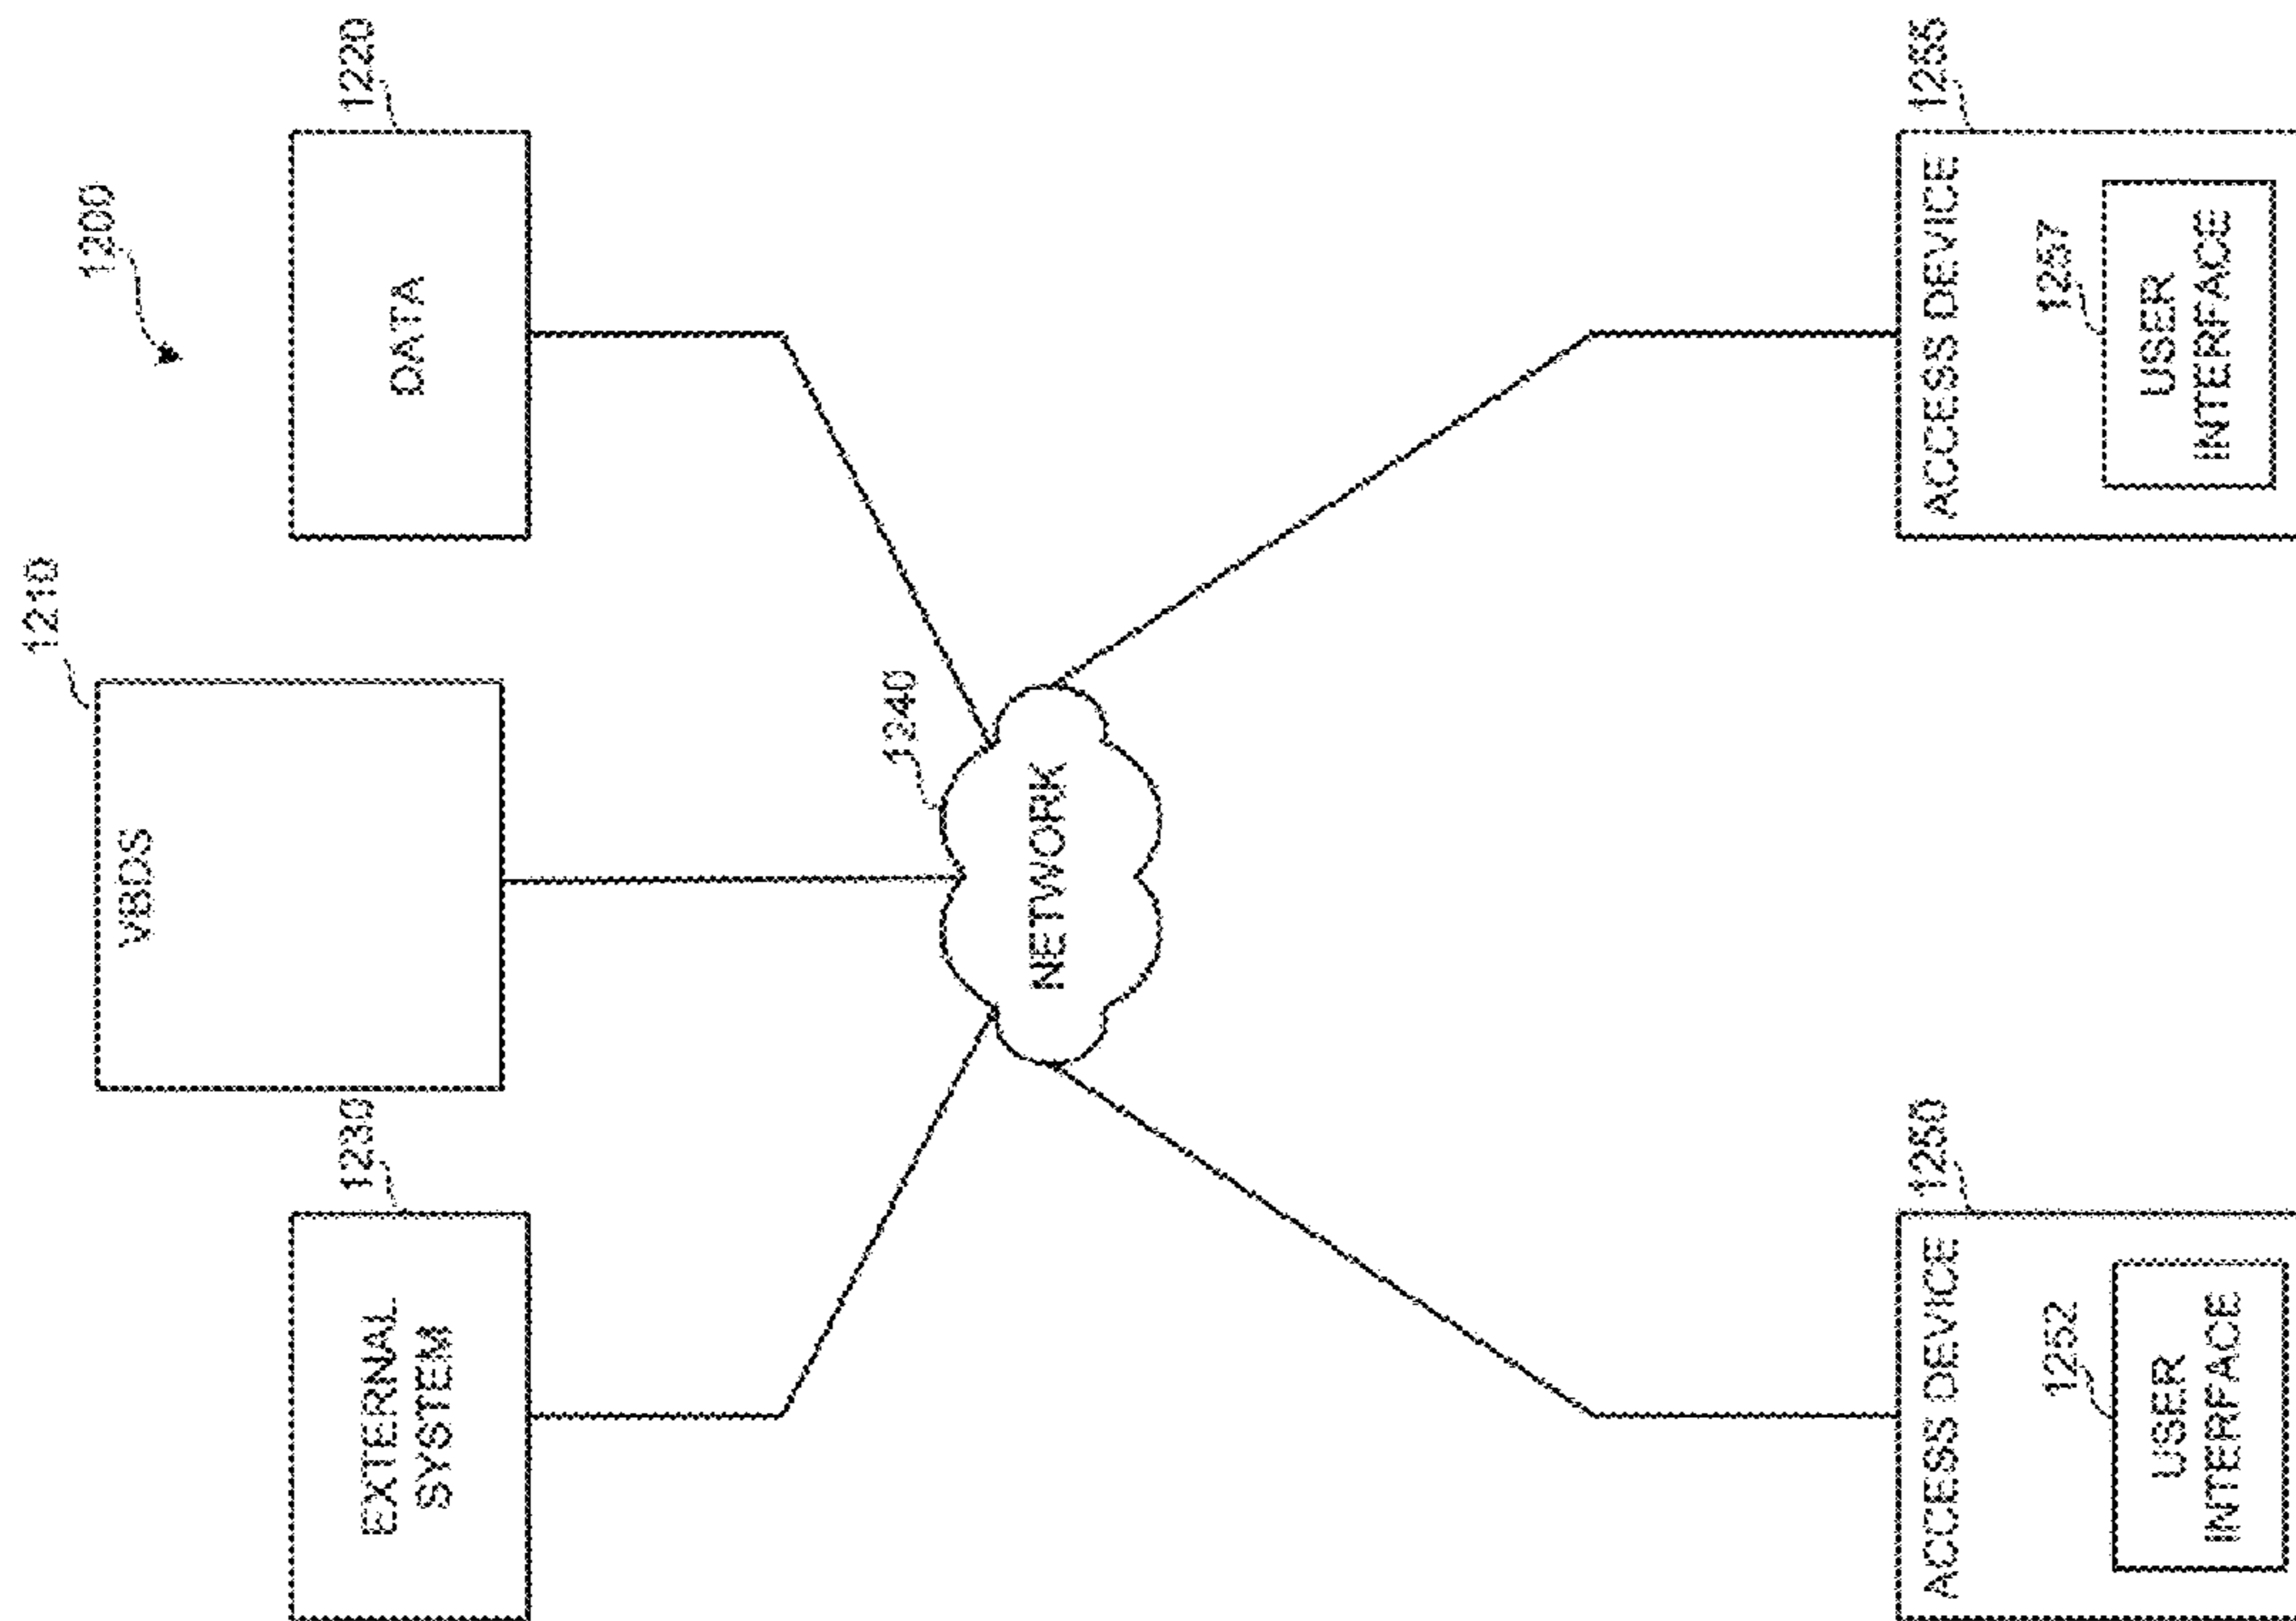 1200
1210
VBDS
1220
DATA
1230
EXTERNAL
SYSTEM
1240
NETWORK
1250
ACCESS DEVICE
1252
USER
INTERFACE
1255
ACCESS DEVICE
1257
USER
INTERFACE